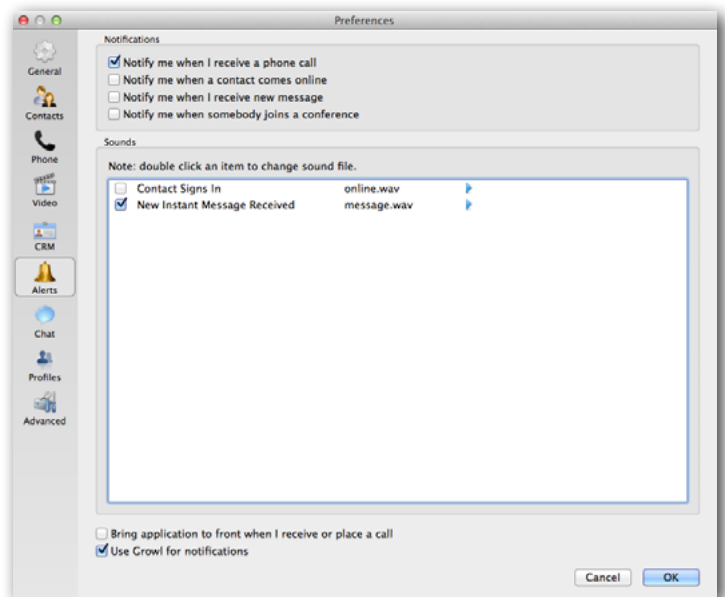 Preferences
General
Contacts
Phone
Video
CRM
Alerts
Chat
Profiles
Advanced
Notifications
Notify me when I receive a phone call
Notify me when a contact comes online
Notify me when I receive new message
Notify me when somebody joins a conference
Sounds
Note: double click an item to change sound file.
Contact Signs In online.wav
New Instant Message Received message.wav
Bring application to front when I receive or place a call
Use Growl for notifications
Cancel OK